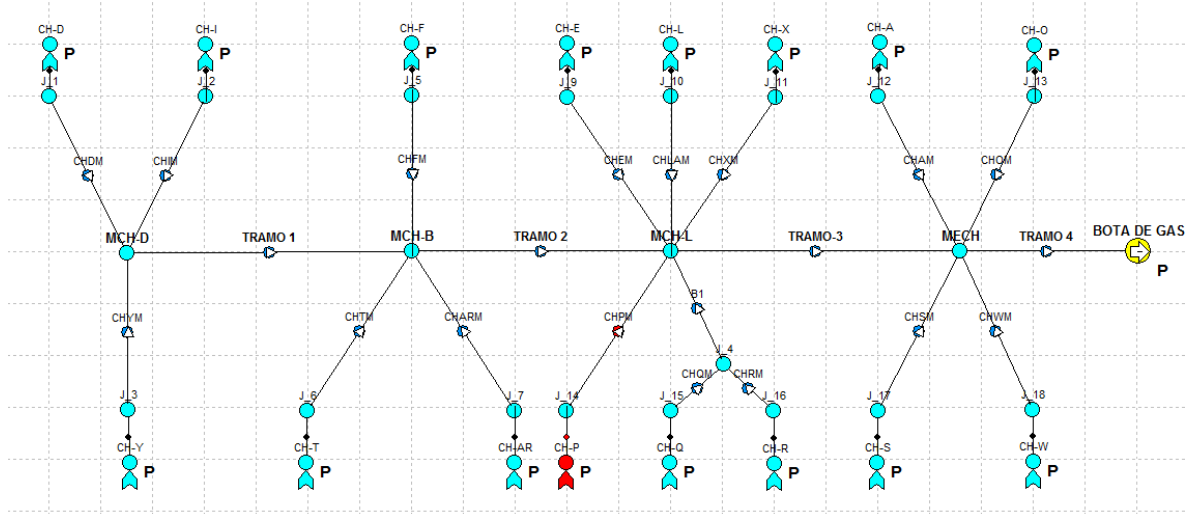 CH-D
P
CH-I
P
CH-F
P
CH-E
P
CH-L
P
CH-X
P
CH-A
P
CH-O
P
J_1
J_2
J_5
J_9
J_10
J_11
J_12
J_13
CHDM
CHIM
CHFM
CHEM
CHLAM
CHXM
CHAM
CHOM
MCH-D
TRAMO 1
MCH-B
TRAMO 2
MCH-L
TRAMO-3
MECH
TRAMO 4
BOTA DE GAS
P
B1
CHYM
CHTM
CHARM
CHPM
CHSM
CHWM
J_4
CHQM
CHRM
J_3
J_6
J_7
J_14
J_15
J_16
J_17
J_18
CH-Y
P
CH-T
P
CH-AR
P
CH-P
P
CH-Q
P
CH-R
P
CH-S
P
CH-W
P